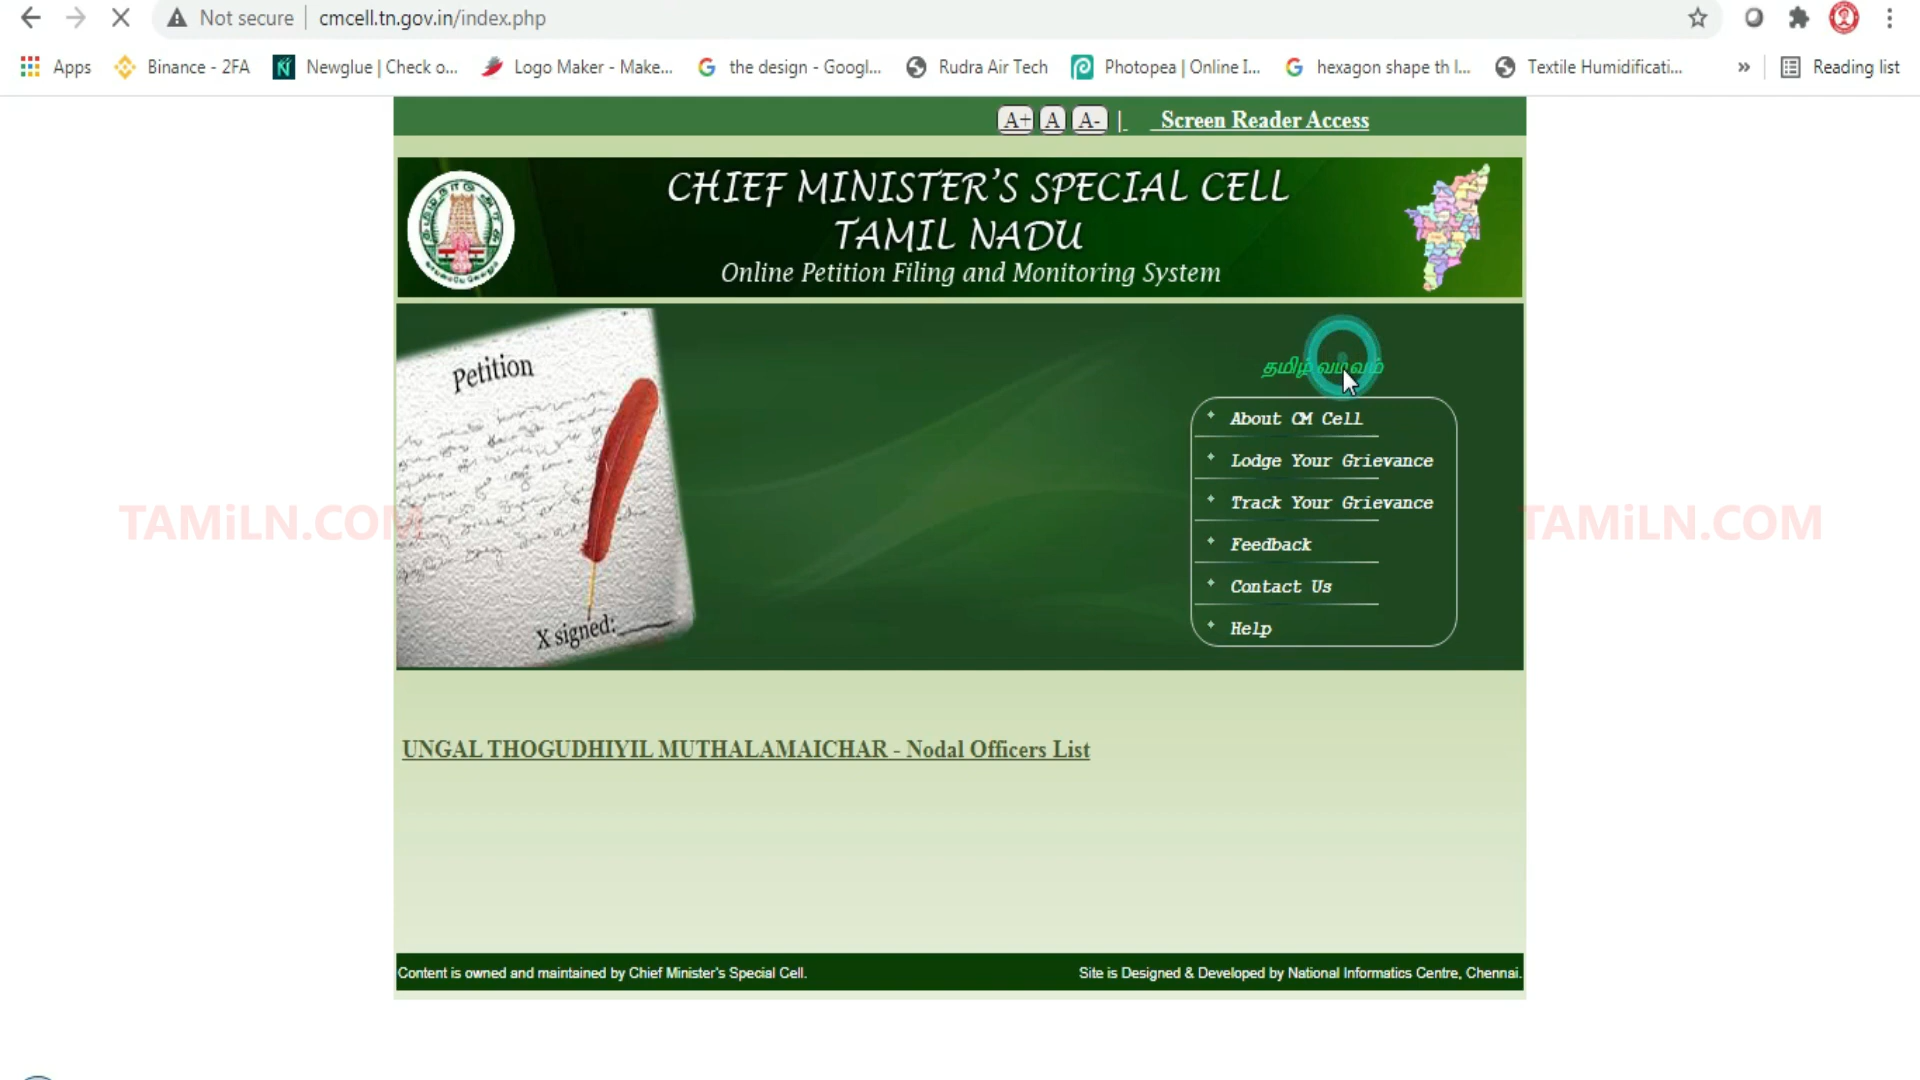 Not secure | cmcell.tn.gov.in/index.php
Apps Binance - 2FA Newglue | Check o... Logo Maker - Make... the design - Googl... Rudra Air Tech Photopea | Online I... hexagon shape th I... Textile Humidificati... » Reading list
A+ A A- | Screen Reader Access
CHIEF MINISTER'S SPECIAL CELL
TAMIL NADU
Online Petition Filing and Monitoring System
Petition
X signed:
தமிழ் வடிவம்
About CM Cell
Lodge Your Grievance
Track Your Grievance
Feedback
Contact Us
Help
TAMiLN.COM
TAMiLN.COM
UNGAL THOGUDHIYIL MUTHALAMAICHAR - Nodal Officers List
Content is owned and maintained by Chief Minister's Special Cell. Site is Designed & Developed by National Informatics Centre, Chennai.